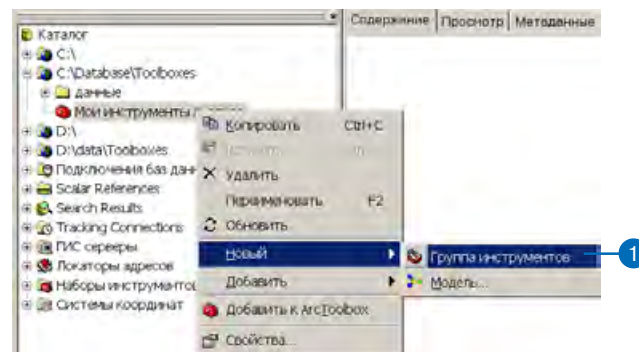 Содержание Просмотр Метаданные
Каталог
C:\
C:\Database\Toolboxes
данные
Мои инструменты
D:\
D:\data\Toolboxes
Подключения баз дан
Scalar References
Search Results
Tracking Connections
ГИС серверы
Локаторы адресов
Наборы инструменто
Системы координат
Копировать Ctrl+C
Удалить
Переименовать F2
Обновить
Новый
Добавить
Добавить к ArcToolbox
Свойства...
Группа инструментов
Модель...
1